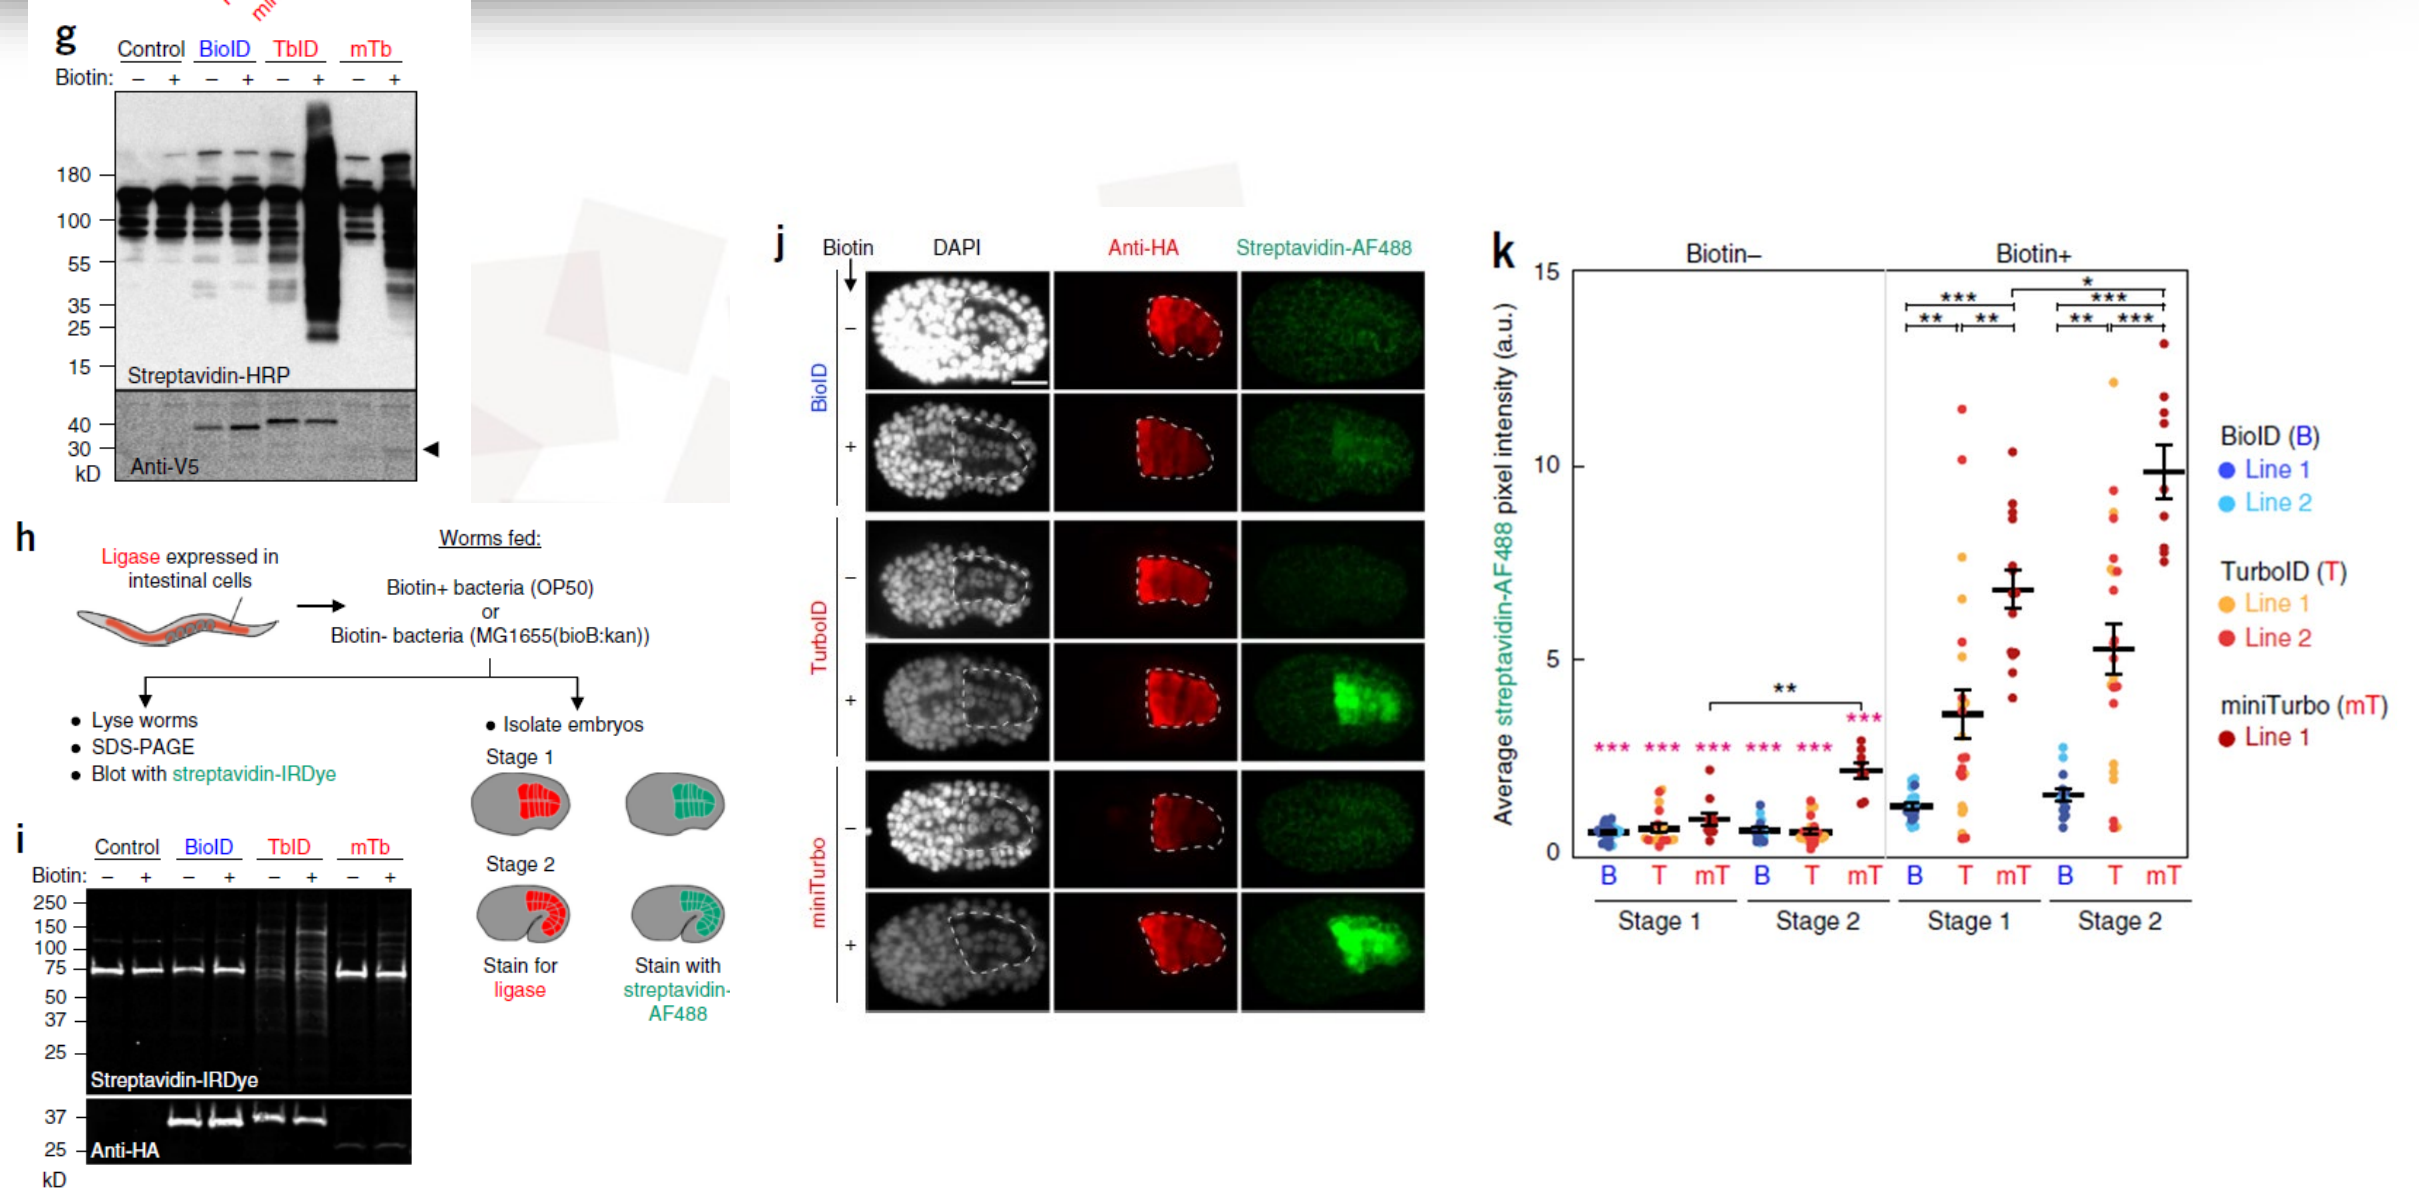 g
Control BioID TbID mTb
Biotin: – + – + – + – +
180
100
55
35
25
15
Streptavidin-HRP
40
30
kD
Anti-V5
h
Ligase expressed in
intestinal cells
Worms fed:
Biotin+ bacteria (OP50)
or
Biotin- bacteria (MG1655(bioB:kan))
● Lyse worms
● SDS-PAGE
● Blot with streptavidin-IRDye
● Isolate embryos
Stage 1
Stage 2
Stain for
ligase
Stain with
streptavidin-
AF488
i
Control BioID TbID mTb
Biotin: – + – + – + – +
250
150
100
75
50
37
25
Streptavidin-IRDye
37
25
kD
Anti-HA
j
Biotin DAPI Anti-HA Streptavidin-AF488
BioID
–
+
TurboID
–
+
miniTurbo
–
+
k
Biotin– Biotin+
Average streptavidin-AF488 pixel intensity (a.u.)
15
10
5
0
*
*** ***
** ** ** ***
**
***
*** *** *** *** ***
B T mT B T mT B T mT B T mT
Stage 1 Stage 2 Stage 1 Stage 2
BioID (B)
Line 1
Line 2
TurboID (T)
Line 1
Line 2
miniTurbo (mT)
Line 1